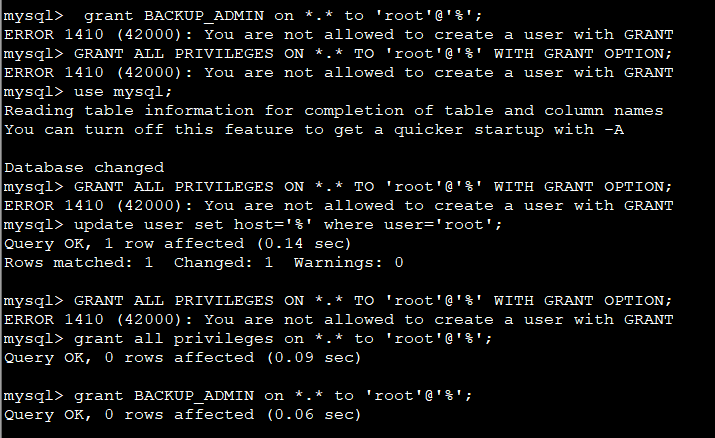 mysql>  grant BACKUP_ADMIN on *.* to 'root'@'%';
ERROR 1410 (42000): You are not allowed to create a user with GRANT
mysql> GRANT ALL PRIVILEGES ON *.* TO 'root'@'%' WITH GRANT OPTION;
ERROR 1410 (42000): You are not allowed to create a user with GRANT
mysql> use mysql;
Reading table information for completion of table and column names
You can turn off this feature to get a quicker startup with -A

Database changed
mysql> GRANT ALL PRIVILEGES ON *.* TO 'root'@'%' WITH GRANT OPTION;
ERROR 1410 (42000): You are not allowed to create a user with GRANT
mysql> update user set host='%' where user='root';
Query OK, 1 row affected (0.14 sec)
Rows matched: 1  Changed: 1  Warnings: 0

mysql> GRANT ALL PRIVILEGES ON *.* TO 'root'@'%' WITH GRANT OPTION;
ERROR 1410 (42000): You are not allowed to create a user with GRANT
mysql> grant all privileges on *.* to 'root'@'%';
Query OK, 0 rows affected (0.09 sec)

mysql> grant BACKUP_ADMIN on *.* to 'root'@'%';
Query OK, 0 rows affected (0.06 sec)